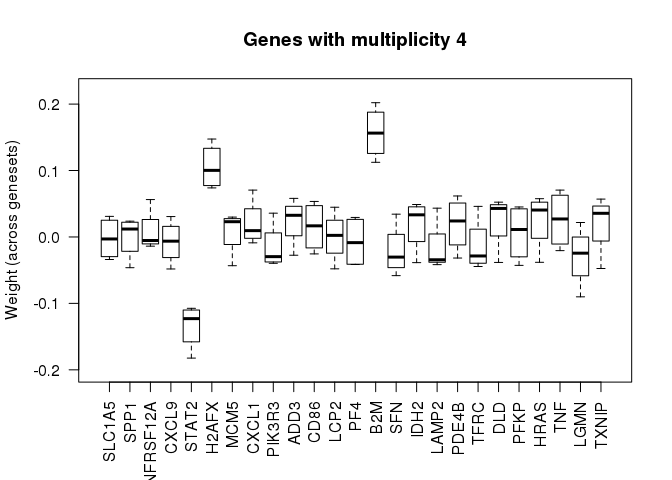 Genes with multiplicity 4
Weight (across genesets)
0.2
0.1
0.0
-0.1
-0.2
SLC1A5
SPP1
NFRSF12A
CXCL9
STAT2
H2AFX
MCM5
CXCL1
PIK3R3
ADD3
CD86
LCP2
PF4
B2M
SFN
IDH2
LAMP2
PDE4B
TFRC
DLD
PFKP
HRAS
TNF
LGMN
TXNIP